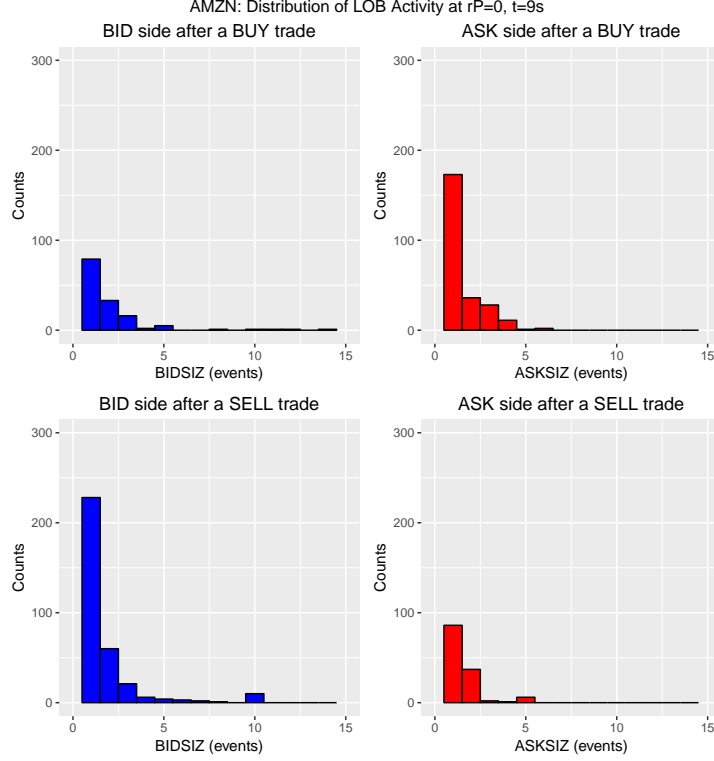 AMZN: Distribution of LOB Activity at rP=0, t=9s
BID side after a BUY trade
ASK side after a BUY trade
300
200
100
0
Counts
0 5 10 15
BIDSIZ (events)
300
200
100
0
Counts
0 5 10 15
ASKSIZ (events)
BID side after a SELL trade
ASK side after a SELL trade
300
200
100
0
Counts
0 5 10 15
BIDSIZ (events)
300
200
100
0
Counts
0 5 10 15
ASKSIZ (events)